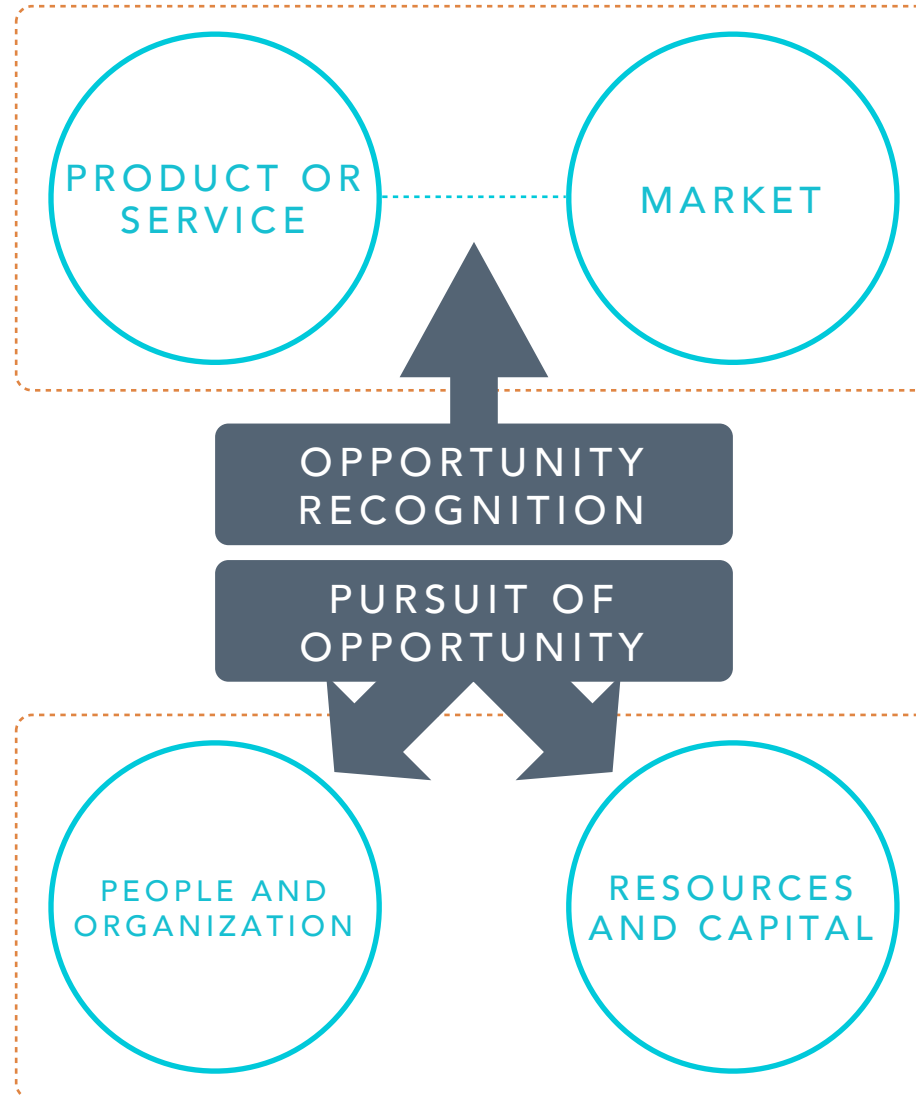 PRODUCT OR
SERVICE
MARKET
OPPORTUNITY
RECOGNITION
PURSUIT OF
OPPORTUNITY
PEOPLE AND
ORGANIZATION
RESOURCES
AND CAPITAL